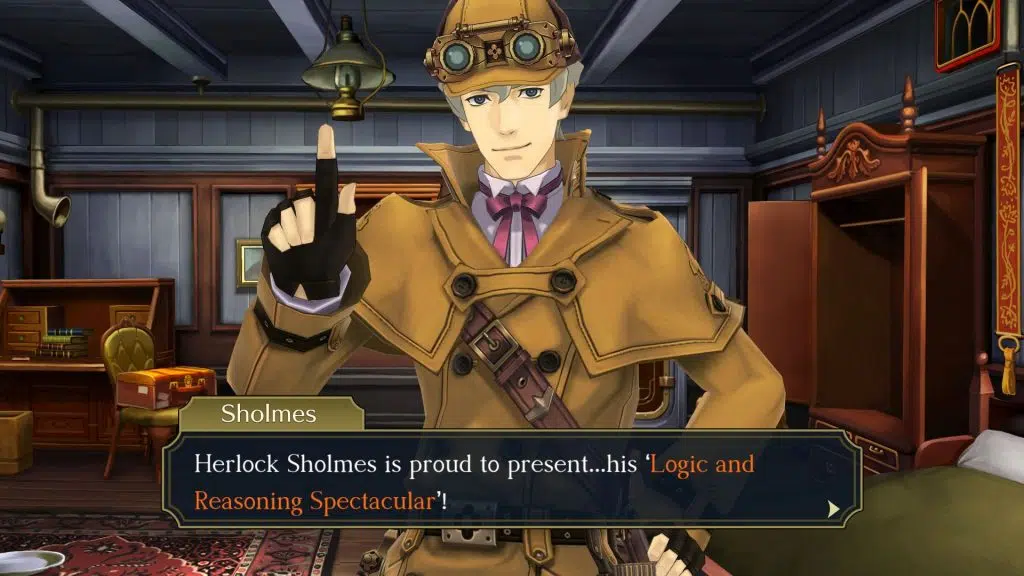 Sholmes
Herlock Sholmes is proud to present...his ‘Logic and
Reasoning Spectacular’!